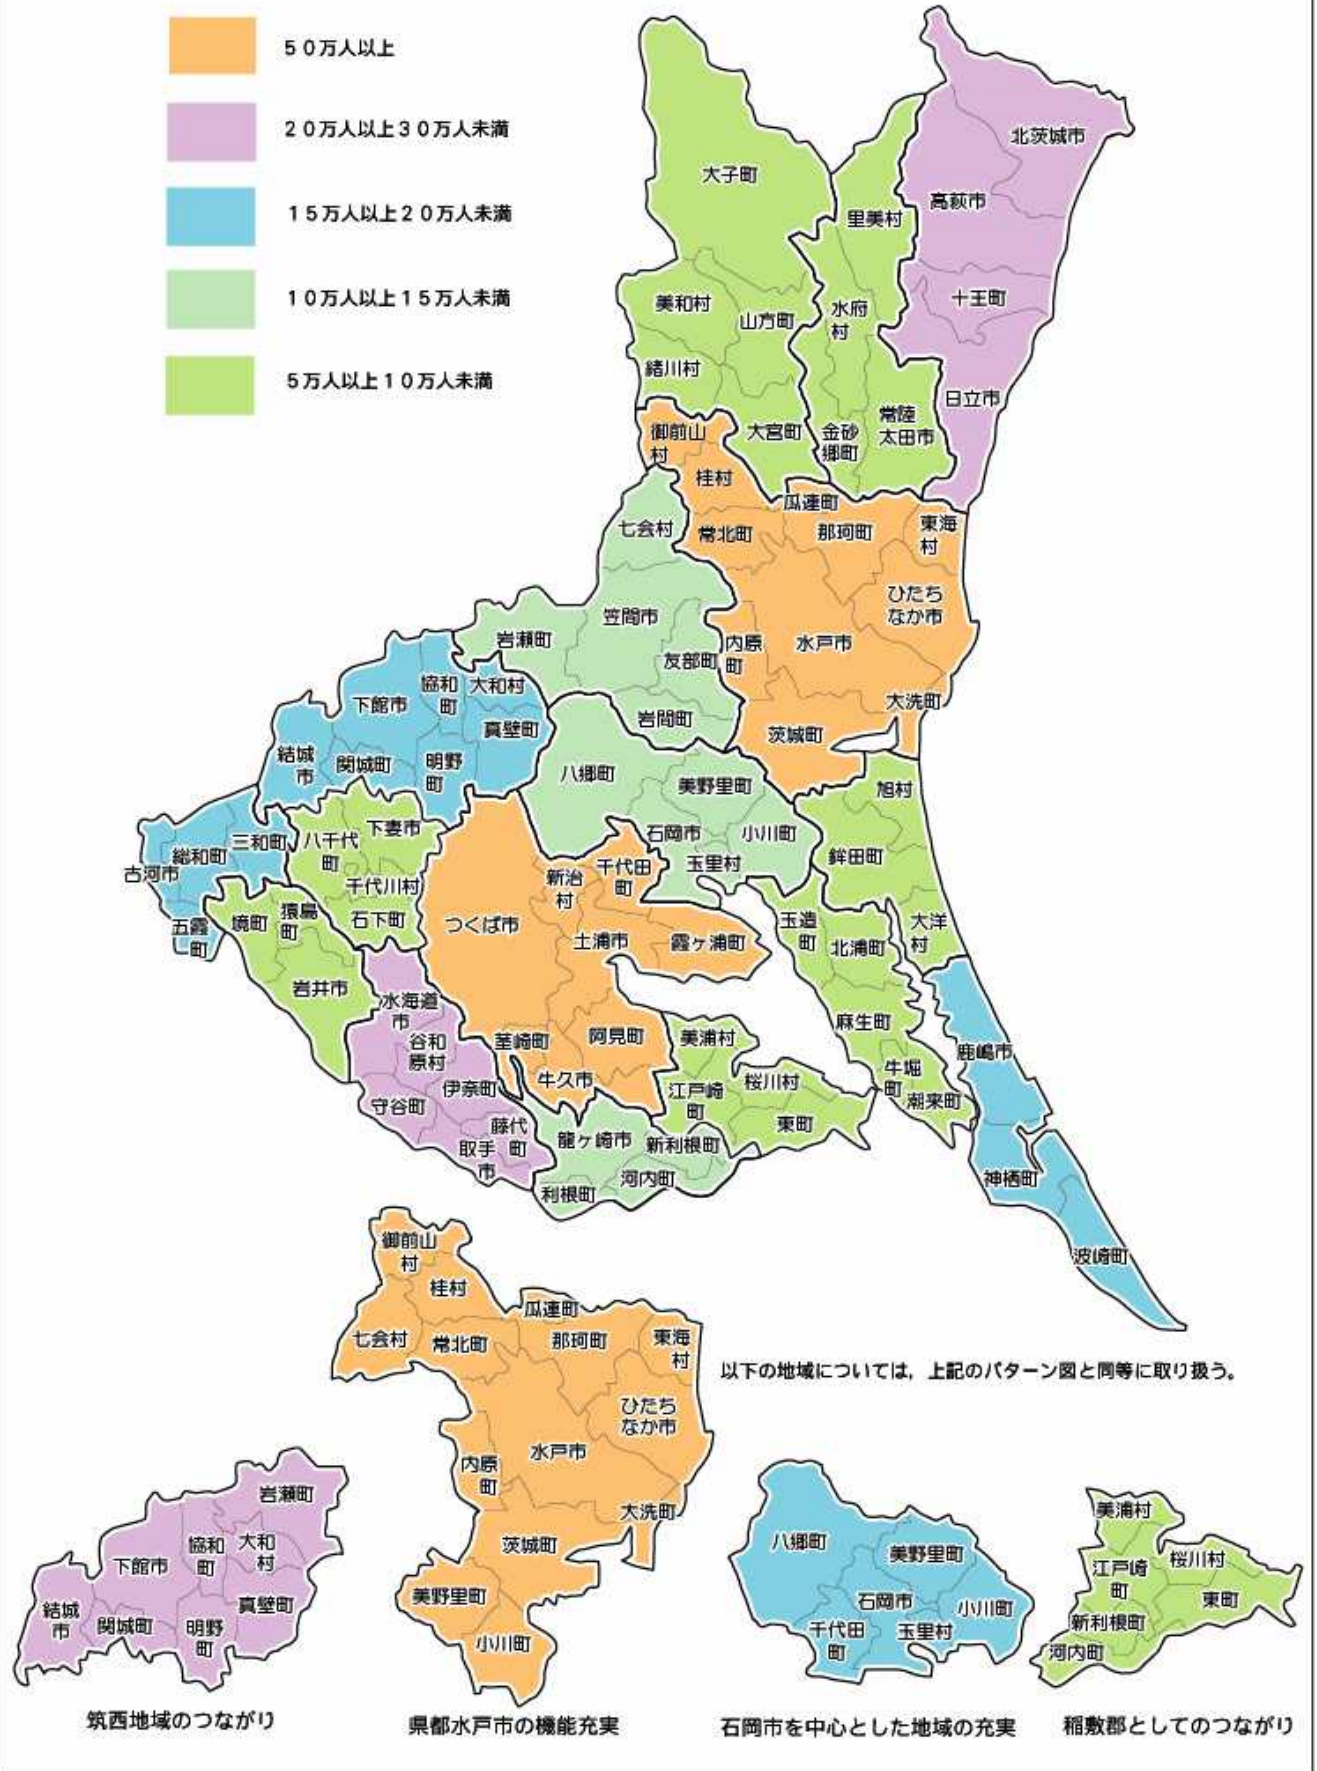 ５０万人以上
２０万人以上３０万人未満
１５万人以上２０万人未満
１０万人以上１５万人未満
５万人以上１０万人未満
北茨城市
大子町
高萩市
里美村
十王町
美和村
山方町
水府
村
緒川村
日立市
常陸
太田市
大宮町
金砂
郷町
御前山
村
桂村
瓜連町
七会村
常北町
那珂町
東海
村
ひたち
なか市
笠間市
岩瀬町
友部町
内原
町
水戸市
協和
町
大和村
下館市
大洗町
岩間町
真壁町
茨城町
結城
市
関城町
明野
町
八郷町
美野里町
旭村
下妻市
八千代
町
三和町
石岡市
小川町
総和町
古河市
玉里村
鉾田町
千代田
町
新治
村
千代川村
石下町
猿島
町
境町
五霞
町
つくば市
土浦市
霞ヶ浦町
玉造
町
北浦町
大洋
村
岩井市
水海道
市
麻生町
谷和
原村
茎崎町
阿見町
美浦村
鹿嶋市
牛久市
伊奈町
守谷町
江戸崎
町
桜川村
牛堀
町
潮来町
東町
藤代
町
取手
市
龍ヶ崎市
新利根町
河内町
利根町
神栖町
波崎町
御前山
村
桂村
瓜連町
七会村
常北町
那珂町
東海
村
以下の地域については，上記のパターン図と同等に取り扱う。
ひたち
なか市
水戸市
内原
町
大洗町
茨城町
美野里町
小川町
岩瀬町
協和
町
大和
村
下館市
真壁町
結城
市
関城町
明野
町
八郷町
美野里町
石岡市
小川町
千代田
町
玉里村
美浦村
江戸崎
町
桜川村
東町
新利根町
河内町
筑西地域のつながり
県都水戸市の機能充実
石岡市を中心とした地域の充実
稲敷郡としてのつながり